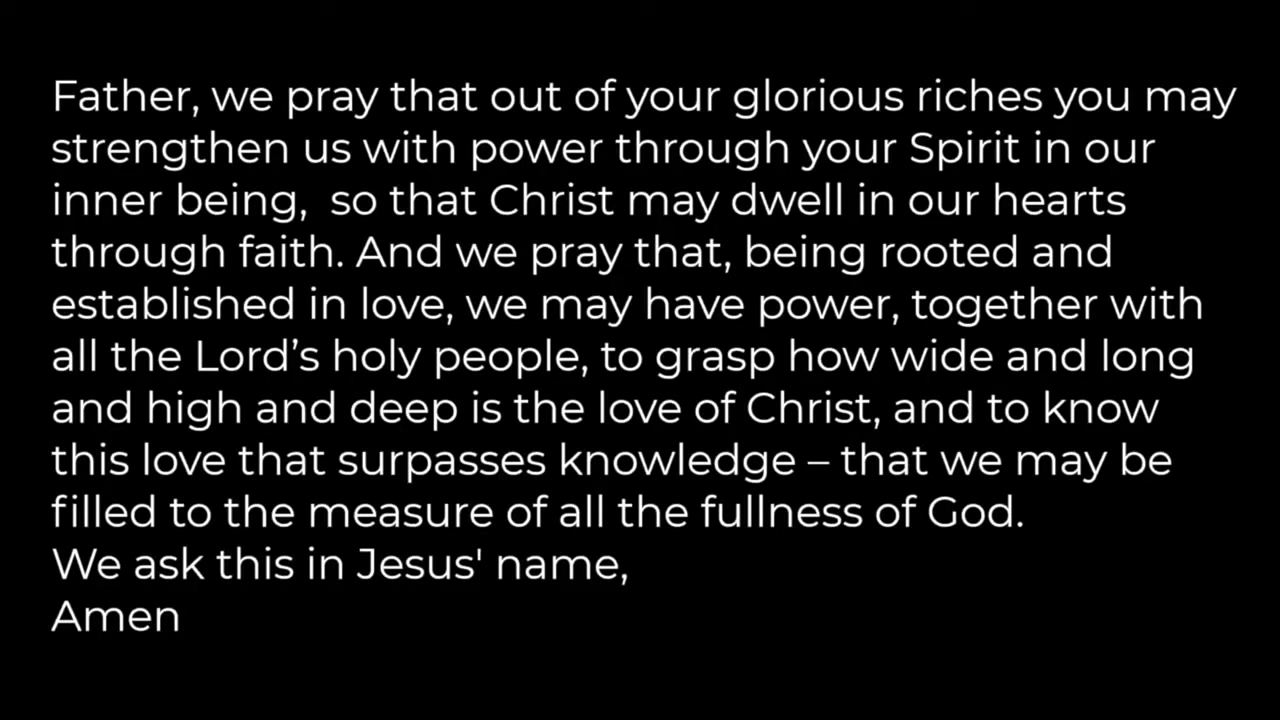 Father, we pray that out of your glorious riches you may
strengthen us with power through your Spirit in our
inner being,  so that Christ may dwell in our hearts
through faith. And we pray that, being rooted and
established in love, we may have power, together with
all the Lord’s holy people, to grasp how wide and long
and high and deep is the love of Christ, and to know
this love that surpasses knowledge – that we may be
filled to the measure of all the fullness of God.
We ask this in Jesus' name,
Amen